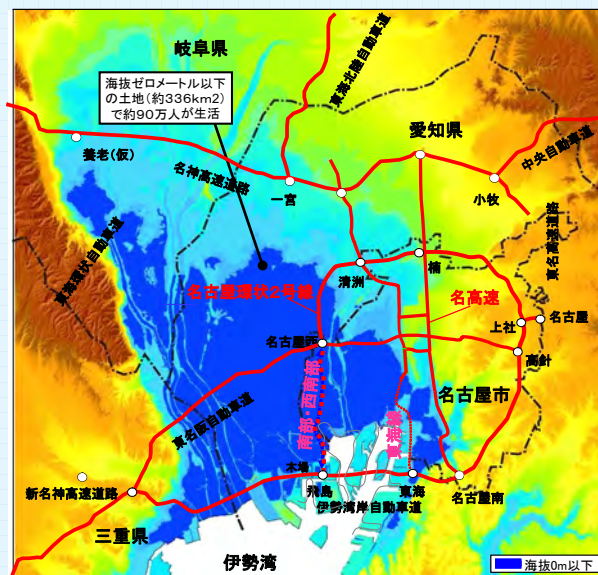 岐阜県
東海北陸自動車道
海抜ゼロメートル以下
の土地(約336km2)
で約90万人が生活
愛知県
中央自動車道
養老(仮)
名神高速道路
一宮
小牧
東名高速道路
東海環状自動車道
清洲
楠
名古屋環状2号線
名高速
上社
名古屋
名古屋西
高針
名古屋市
南部・西南部
東海線
東名阪自動車道
木場
飛島
東海
名古屋南
新名神高速道路
伊勢湾岸自動車道
三重県
伊勢湾
海抜0m以下